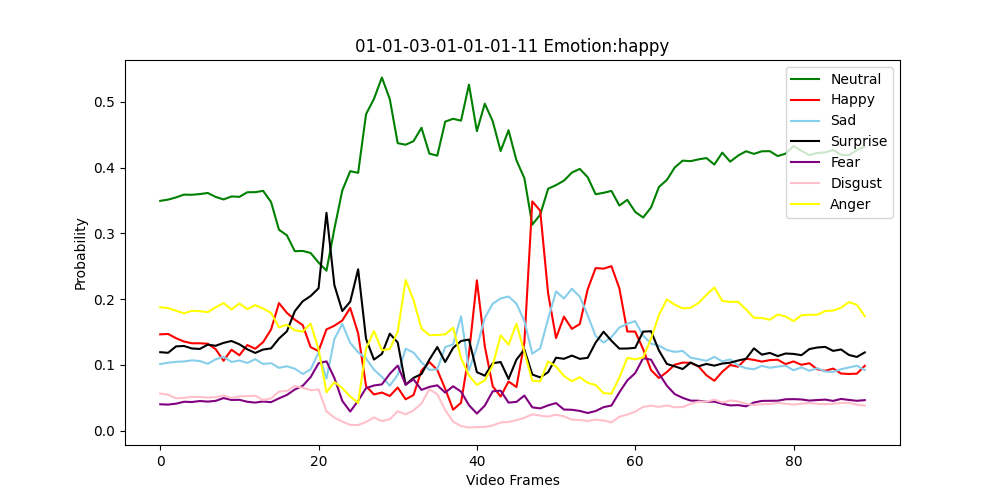 01-01-03-01-01-01-11 Emotion:happy
Neutral
Happy
Sad
Surprise
Fear
Disgust
Anger
Probability
0.5
0.4
0.3
0.2
0.1
0.0
0 20 40 60 80
Video Frames